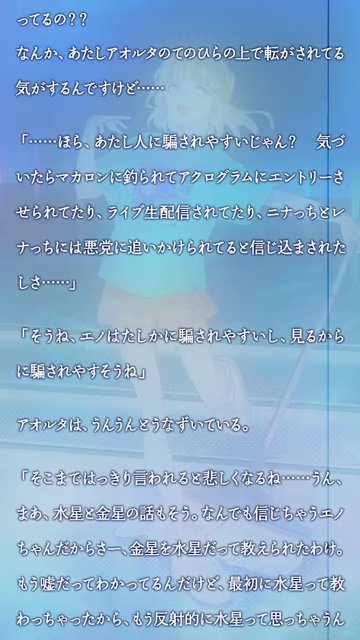 ってるの？？
なんか、あたしアオルタのてのひらの上で転がされてる
気がするんですけど……
「……ほら、あたし人に騙されやすいじゃん？　気づ
いたらマカロンに釣られてアクログラムにエントリーさ
せられてたり、ライブ生配信されてたり、ニナっちとレ
ナっちには悪党に追いかけられてると信じ込まされた
しさ……」
「そうね、エノはたしかに騙されやすいし、見るから
に騙されやすそうね」
アオルタは、うんうんとうなずいている。
「そこまではっきり言われると悲しくなるね……うん、
まあ、水星と金星の話もそう。なんでも信じちゃうエノ
ちゃんだからさー、金星を水星だって教えられたわけ。
もう嘘だってわかってるんだけど、最初に水星って教
わっちゃったから、もう反射的に水星って思っちゃうん